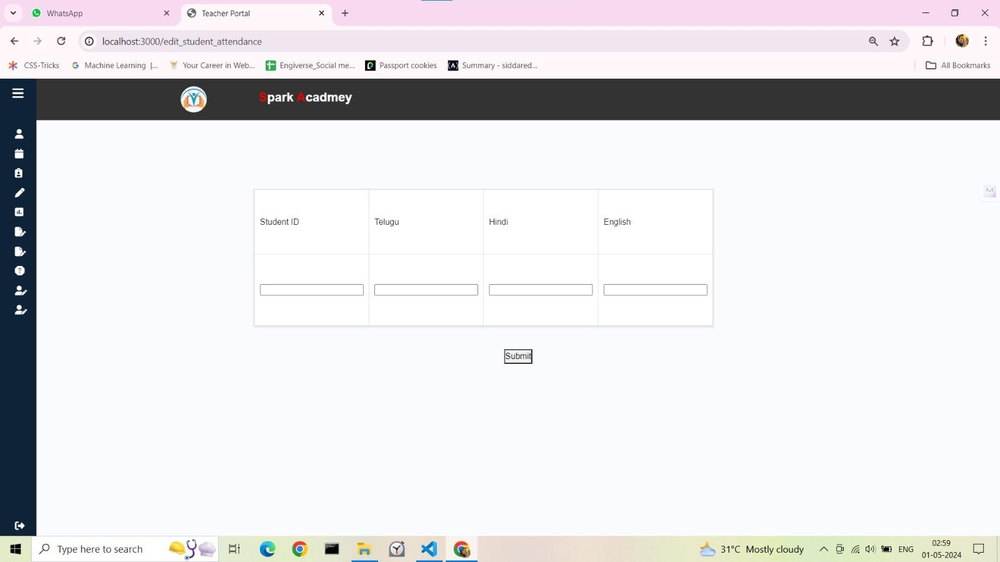 WhatsApp
Teacher Portal
localhost:3000/edit_student_attendance
CSS-Tricks
Machine Learning |...
Your Career in Web...
Engiverse_Social me...
Passport cookies
Summary - siddared...
All Bookmarks
Spark Acadmey
Student ID Telugu Hindi English
Submit
Type here to search
31°C Mostly cloudy
ENG
02:59
01-05-2024